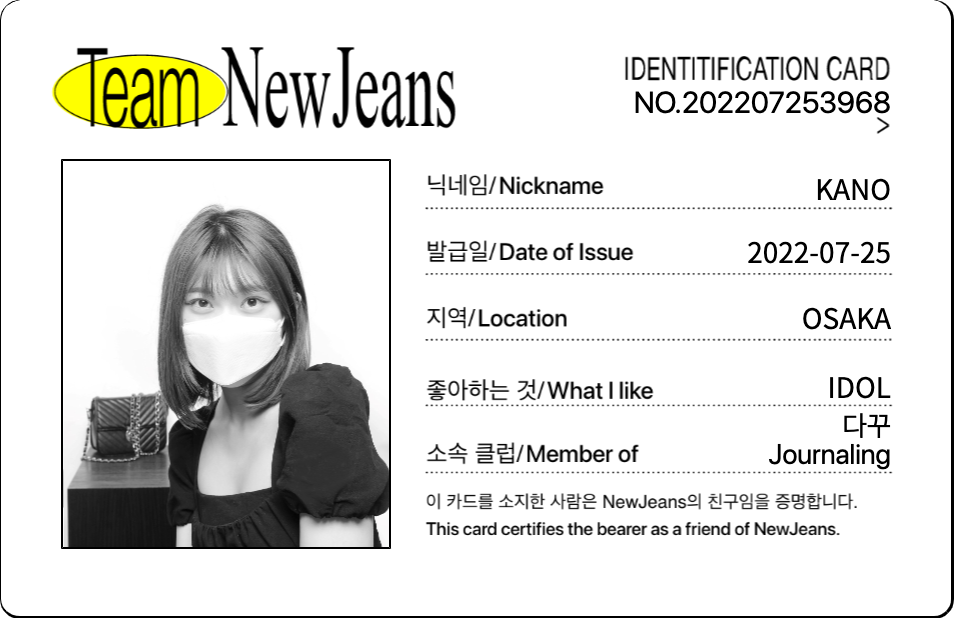 Team NewJeans
IDENTITIFICATION CARD
NO.202207253968
>
닉네임/Nickname KANO
발급일/Date of Issue 2022-07-25
지역/Location OSAKA
좋아하는 것/What I like IDOL
다꾸
소속 클럽/Member of Journaling
이 카드를 소지한 사람은 NewJeans의 친구임을 증명합니다.
This card certifies the bearer as a friend of NewJeans.